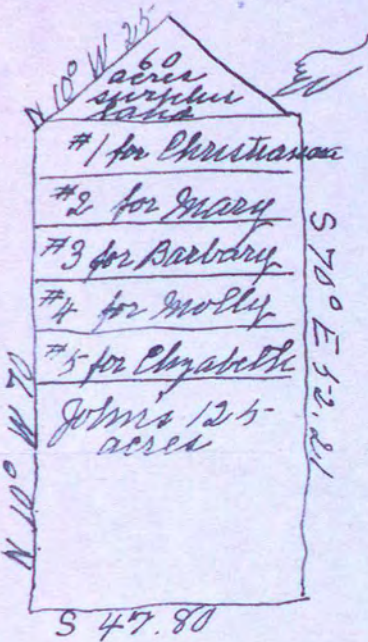 N 10° W 25
60
acres
surplus
land
#1 for Christianna
#2 for Mary
#3 for Barbary
#4 for Molly
#5 for Elizabeth
John's 125
acres
N 10° W 70
S 70° E 52.21
S 47.80